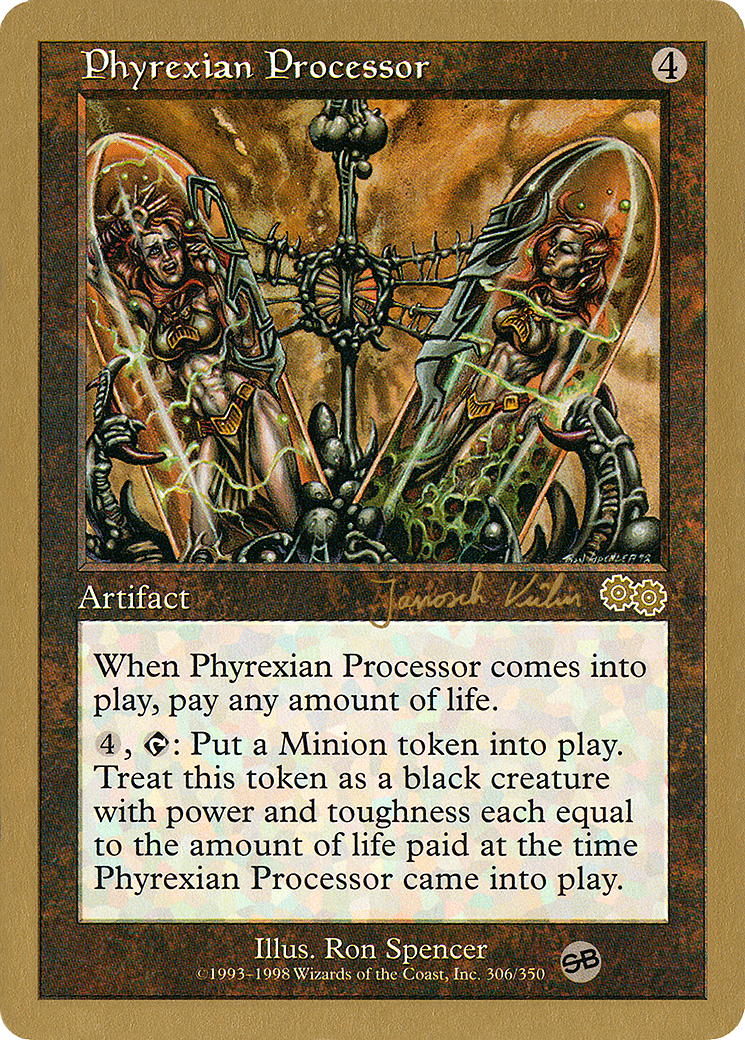 Phyrexian Processor 4
RON SPENCER 98
Artifact Janosch Kühn
When Phyrexian Processor comes into
play, pay any amount of life.
4, : Put a Minion token into play.
Treat this token as a black creature
with power and toughness each equal
to the amount of life paid at the time
Phyrexian Processor came into play.
Illus. Ron Spencer
©1993–1998 Wizards of the Coast, Inc. 306/350
SB